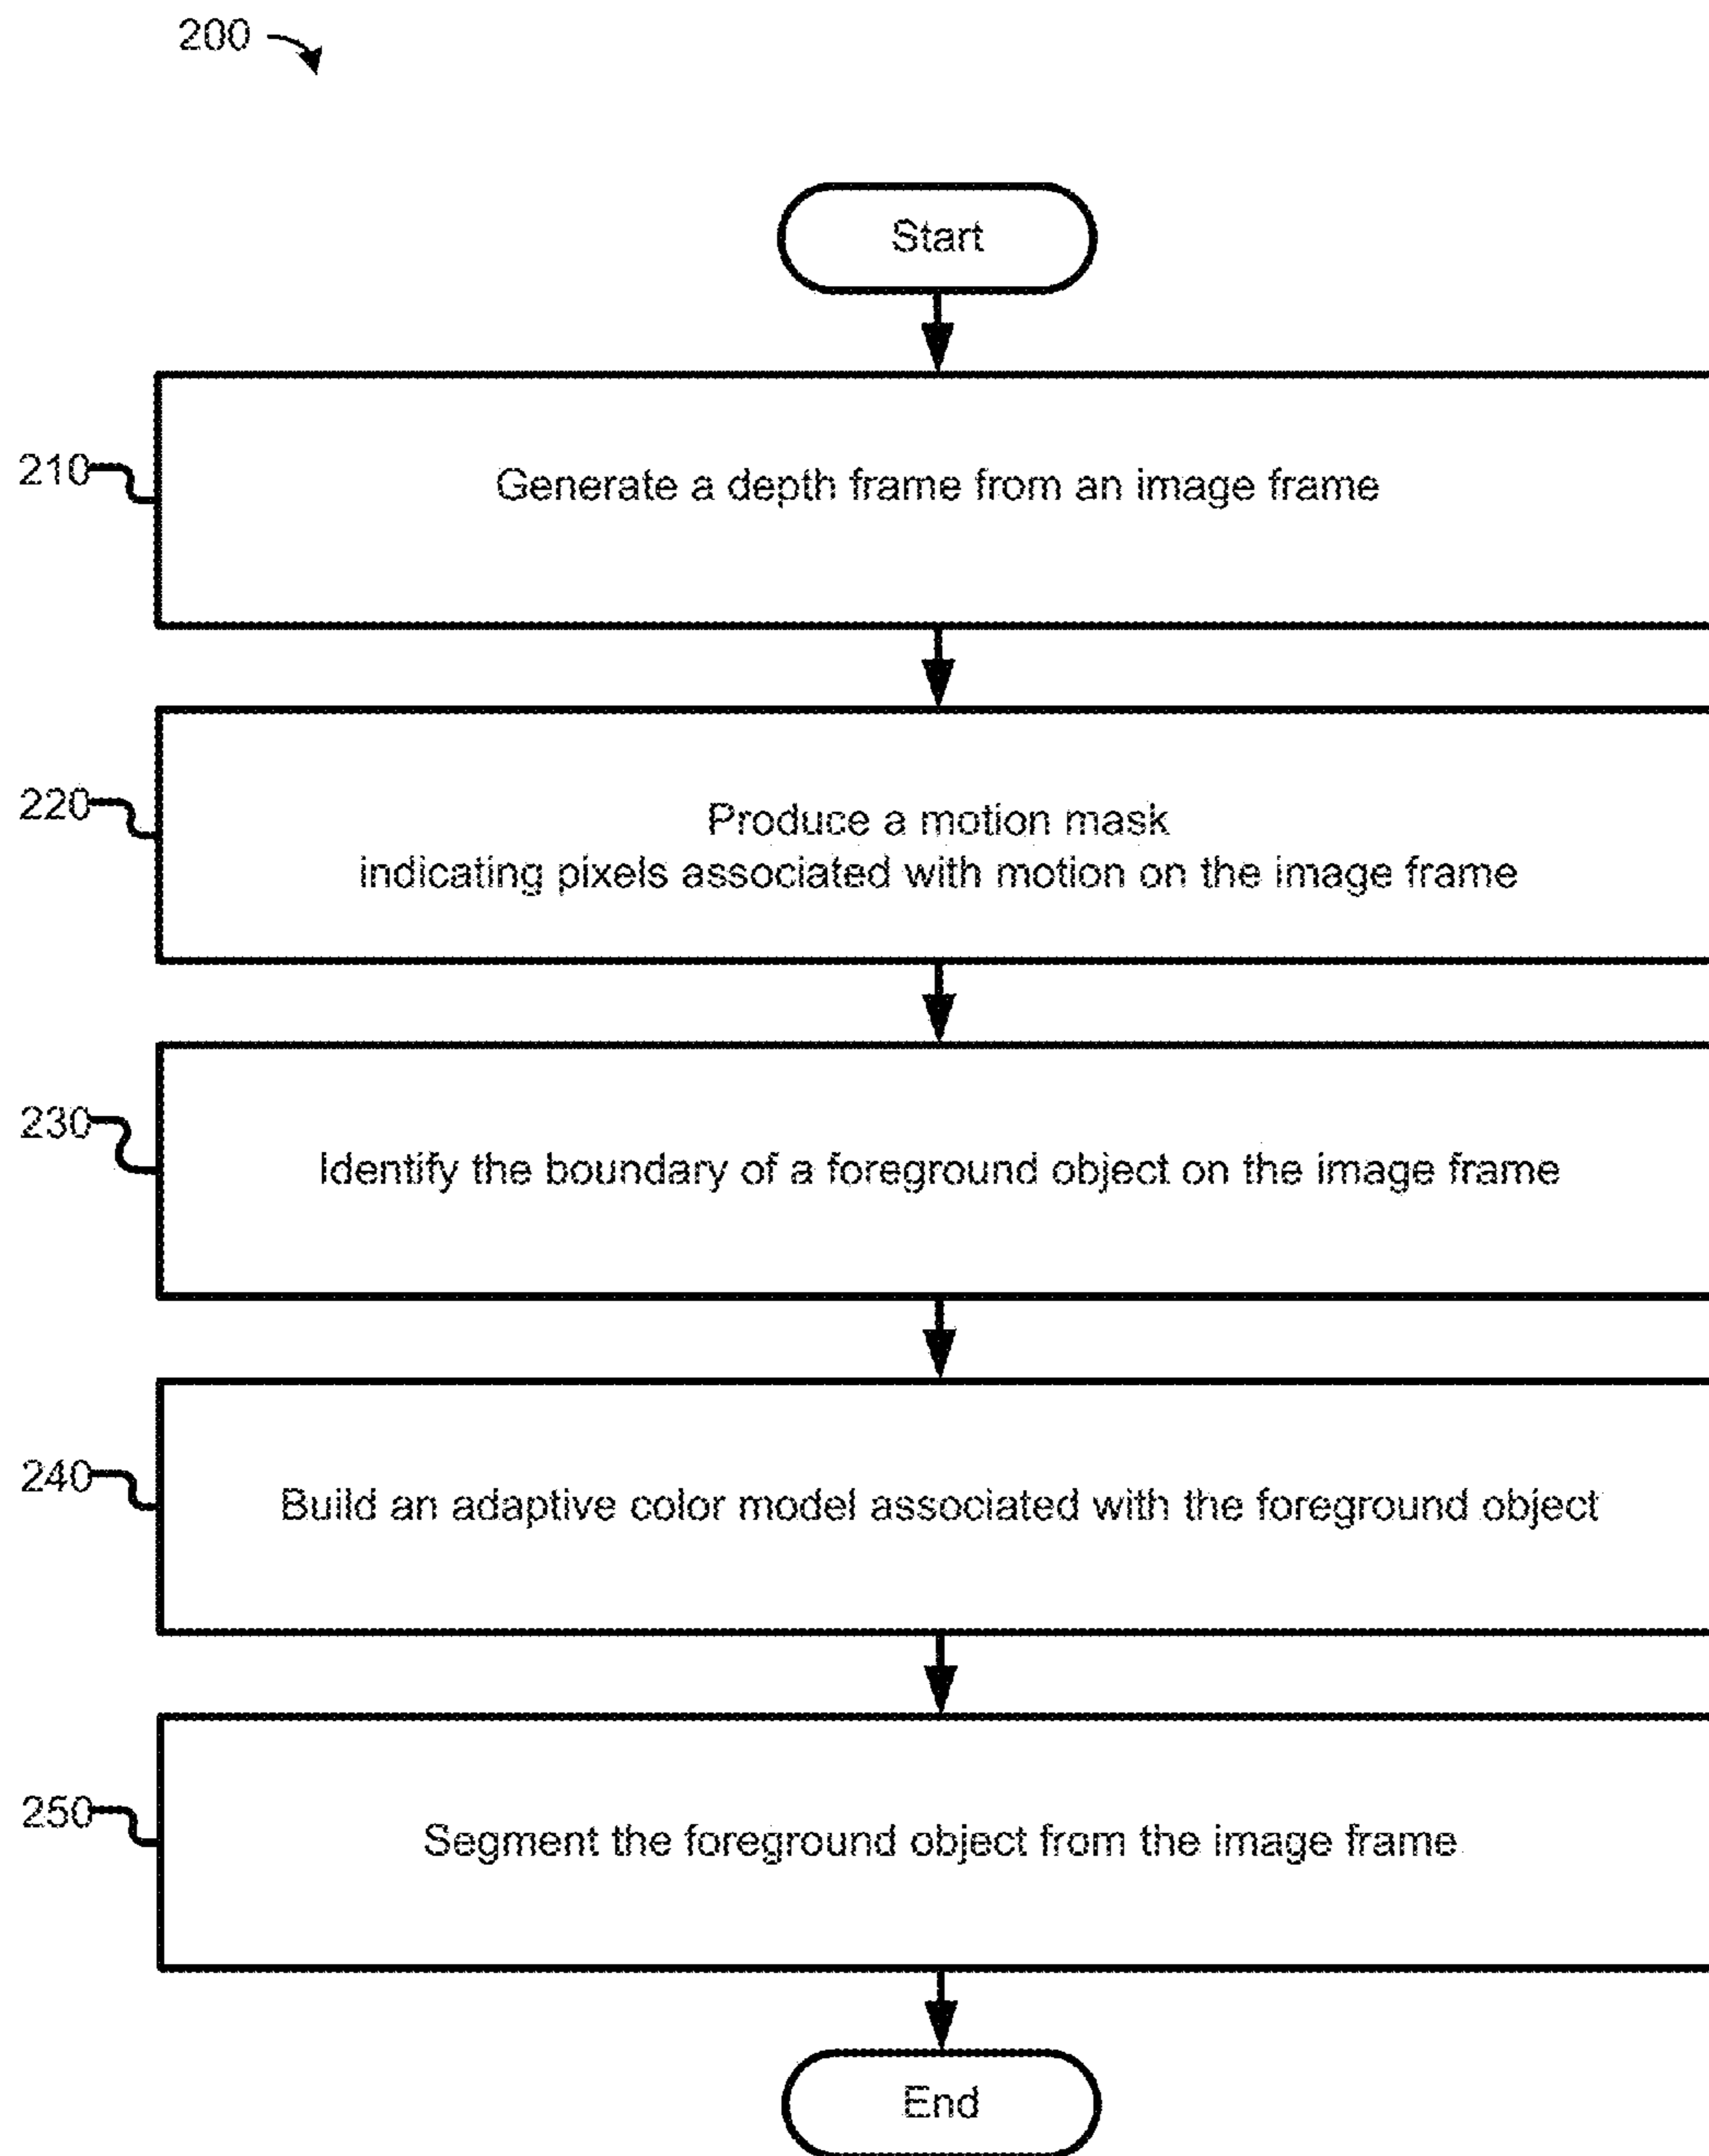 200
Start
210
Generate a depth frame from an image frame
220
Produce a motion mask
indicating pixels associated with motion on the image frame
230
Identify the boundary of a foreground object on the image frame
240
Build an adaptive color model associated with the foreground object
250
Segment the foreground object from the image frame
End